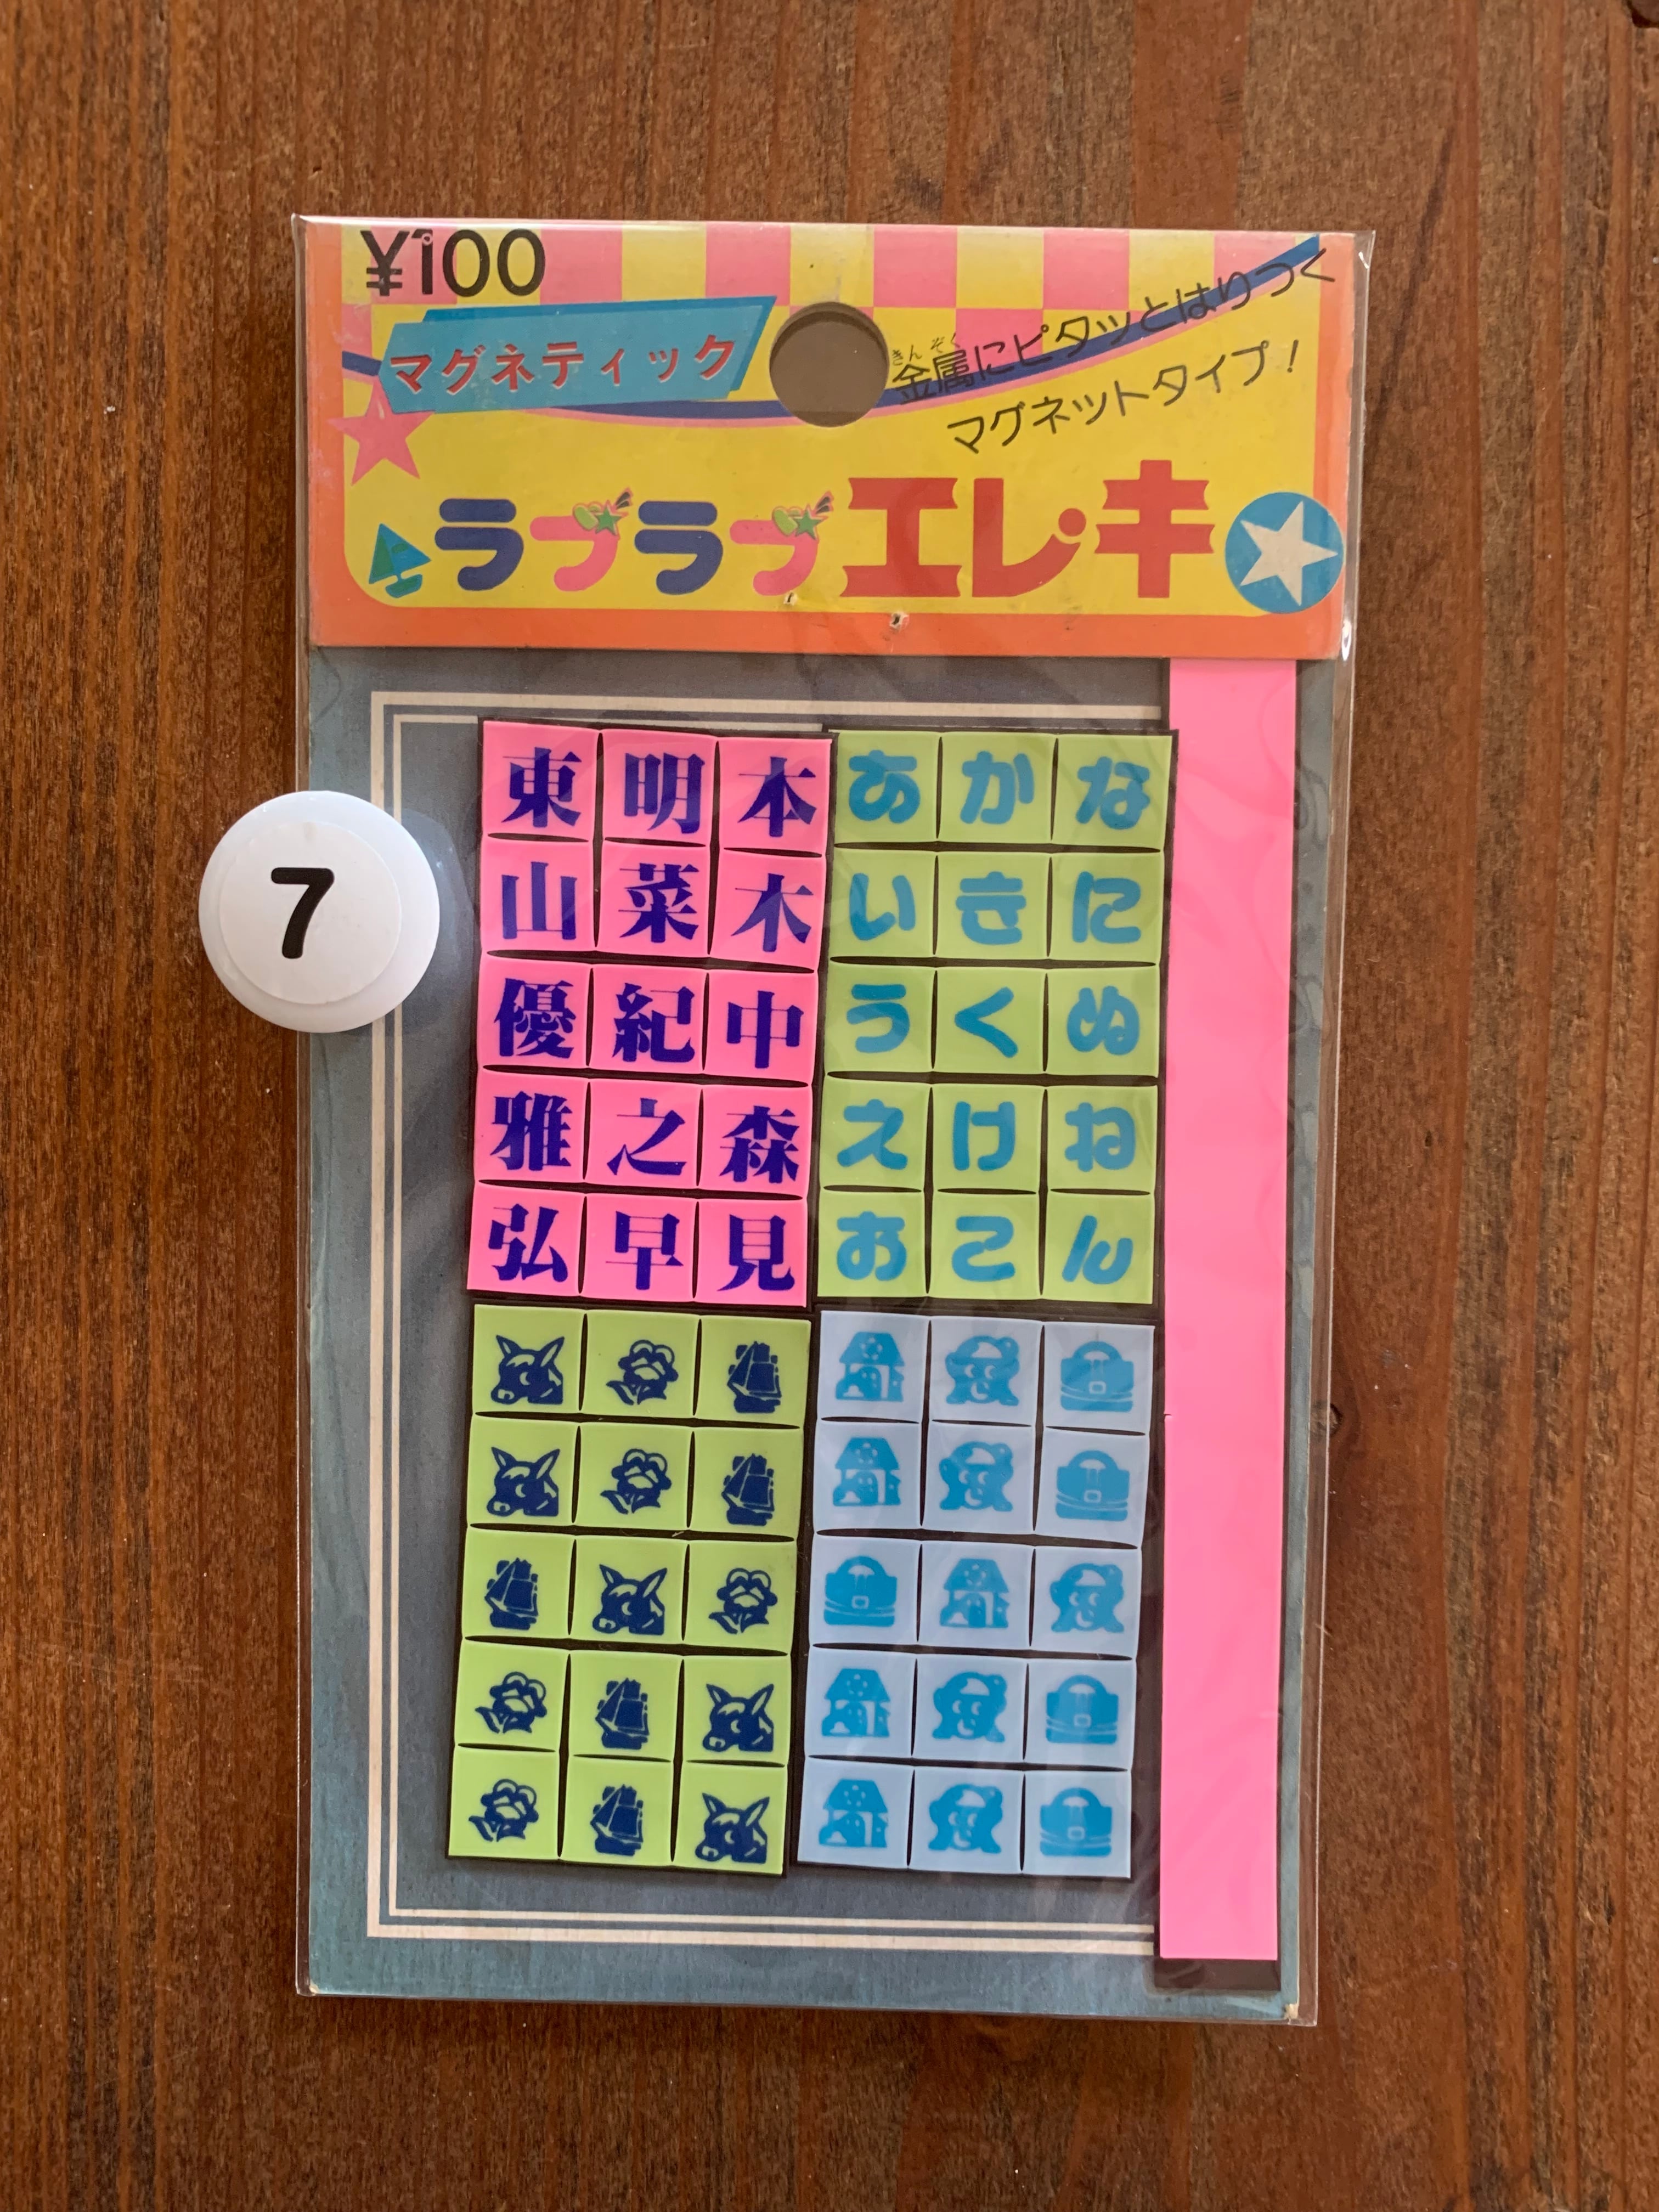 ¥100
マグネティック
金属にピタッとはりつく
きんぞく
マグネットタイプ!
ラブラブエレキ
7
東明本
山菜木
優紀中
雅之森
弘早見
あかな
いきに
うくぬ
えけね
おこん